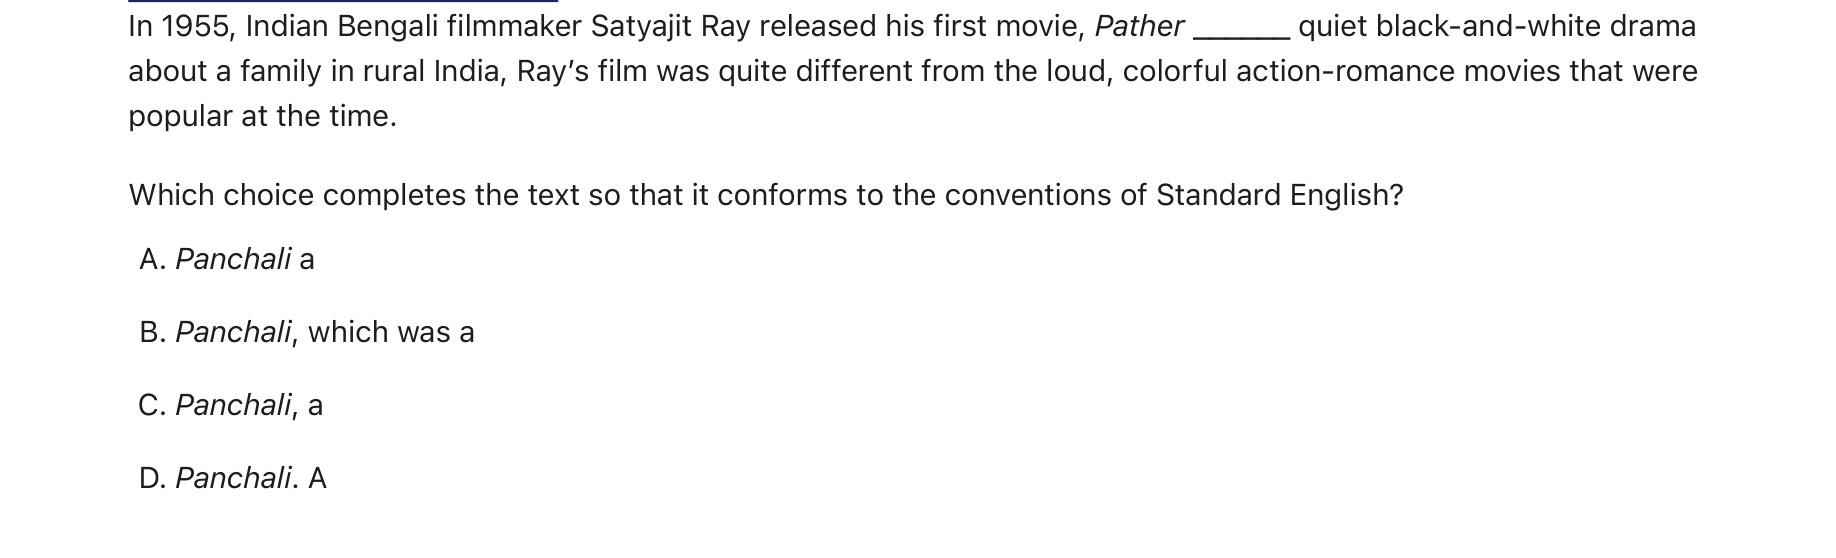 In 1955, Indian Bengali filmmaker Satyajit Ray released his first movie, Pather ______ quiet black-and-white drama
about a family in rural India, Ray's film was quite different from the loud, colorful action-romance movies that were
popular at the time.
Which choice completes the text so that it conforms to the conventions of Standard English?
A. Panchali a
B. Panchali, which was a
C. Panchali, a
D. Panchali. A